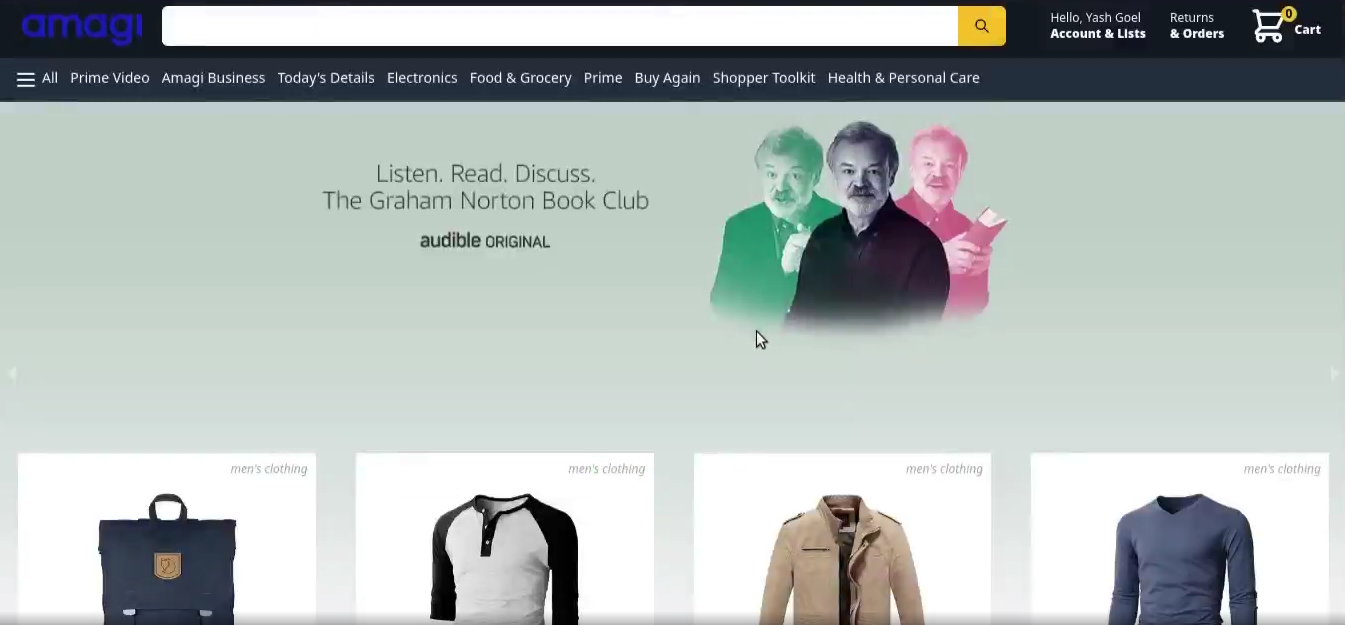 amagi
Hello, Yash Goel
Account & Lists
Returns
& Orders
0
Cart
All Prime Video Amagi Business Today's Details Electronics Food & Grocery Prime Buy Again Shopper Toolkit Health & Personal Care
Listen. Read. Discuss.
The Graham Norton Book Club
audible ORIGINAL
men's clothing
men's clothing
men's clothing
men's clothing